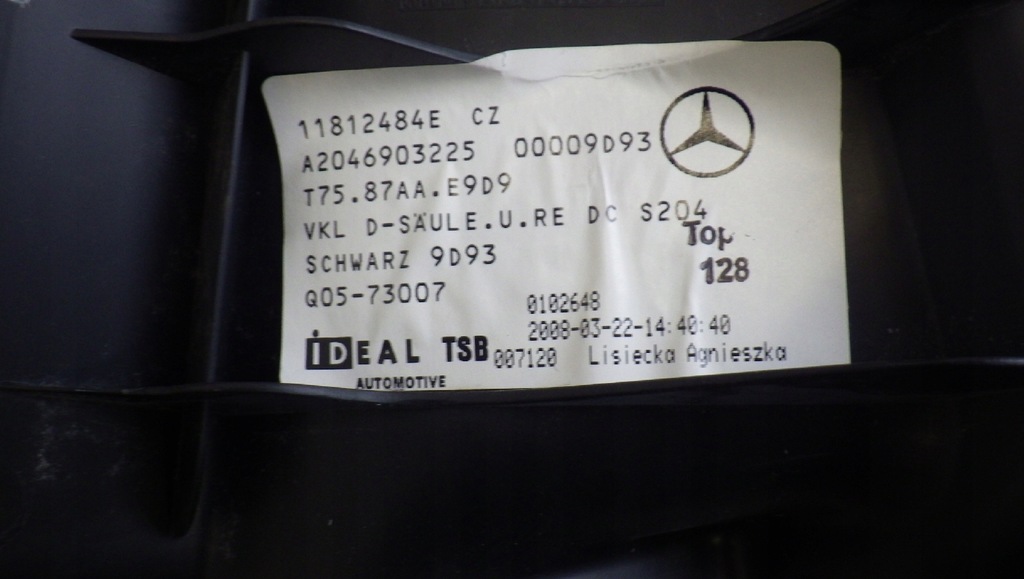 11812484E CZ
A2046903225 00009D93
T75.87AA.E9D9
VKL D-SÄULE.U.RE DC S204
SCHWARZ 9D93
Top
128
Q05-73007
0102648
2008-03-22-14:40:40
iDEAL TSB 007120 Lisiecka Agnieszka
AUTOMOTIVE